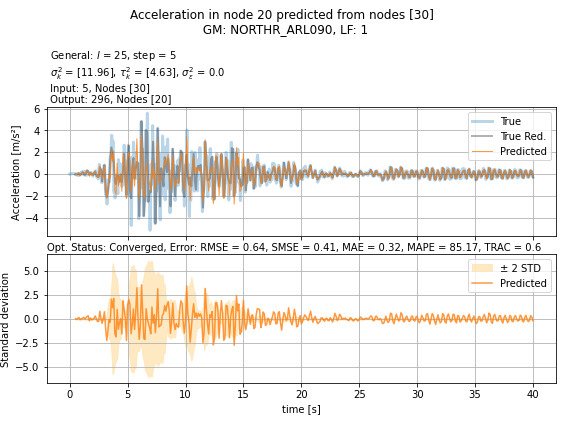 Acceleration in node 20 predicted from nodes [30]
GM: NORTHR_ARL090, LF: 1
General: l = 25, step = 5
σ²ₖ = [11.96], τ²ₖ = [4.63], σ²ε = 0.0
Input: 5, Nodes [30]
Output: 296, Nodes [20]
Acceleration [m/s²]
6
4
2
0
−2
−4
True
True Red.
Predicted
Opt. Status: Converged, Error: RMSE = 0.64, SMSE = 0.41, MAE = 0.32, MAPE = 85.17, TRAC = 0.6
Standard deviation
5.0
2.5
0.0
−2.5
−5.0
± 2 STD
Predicted
0 5 10 15 20 25 30 35 40
time [s]